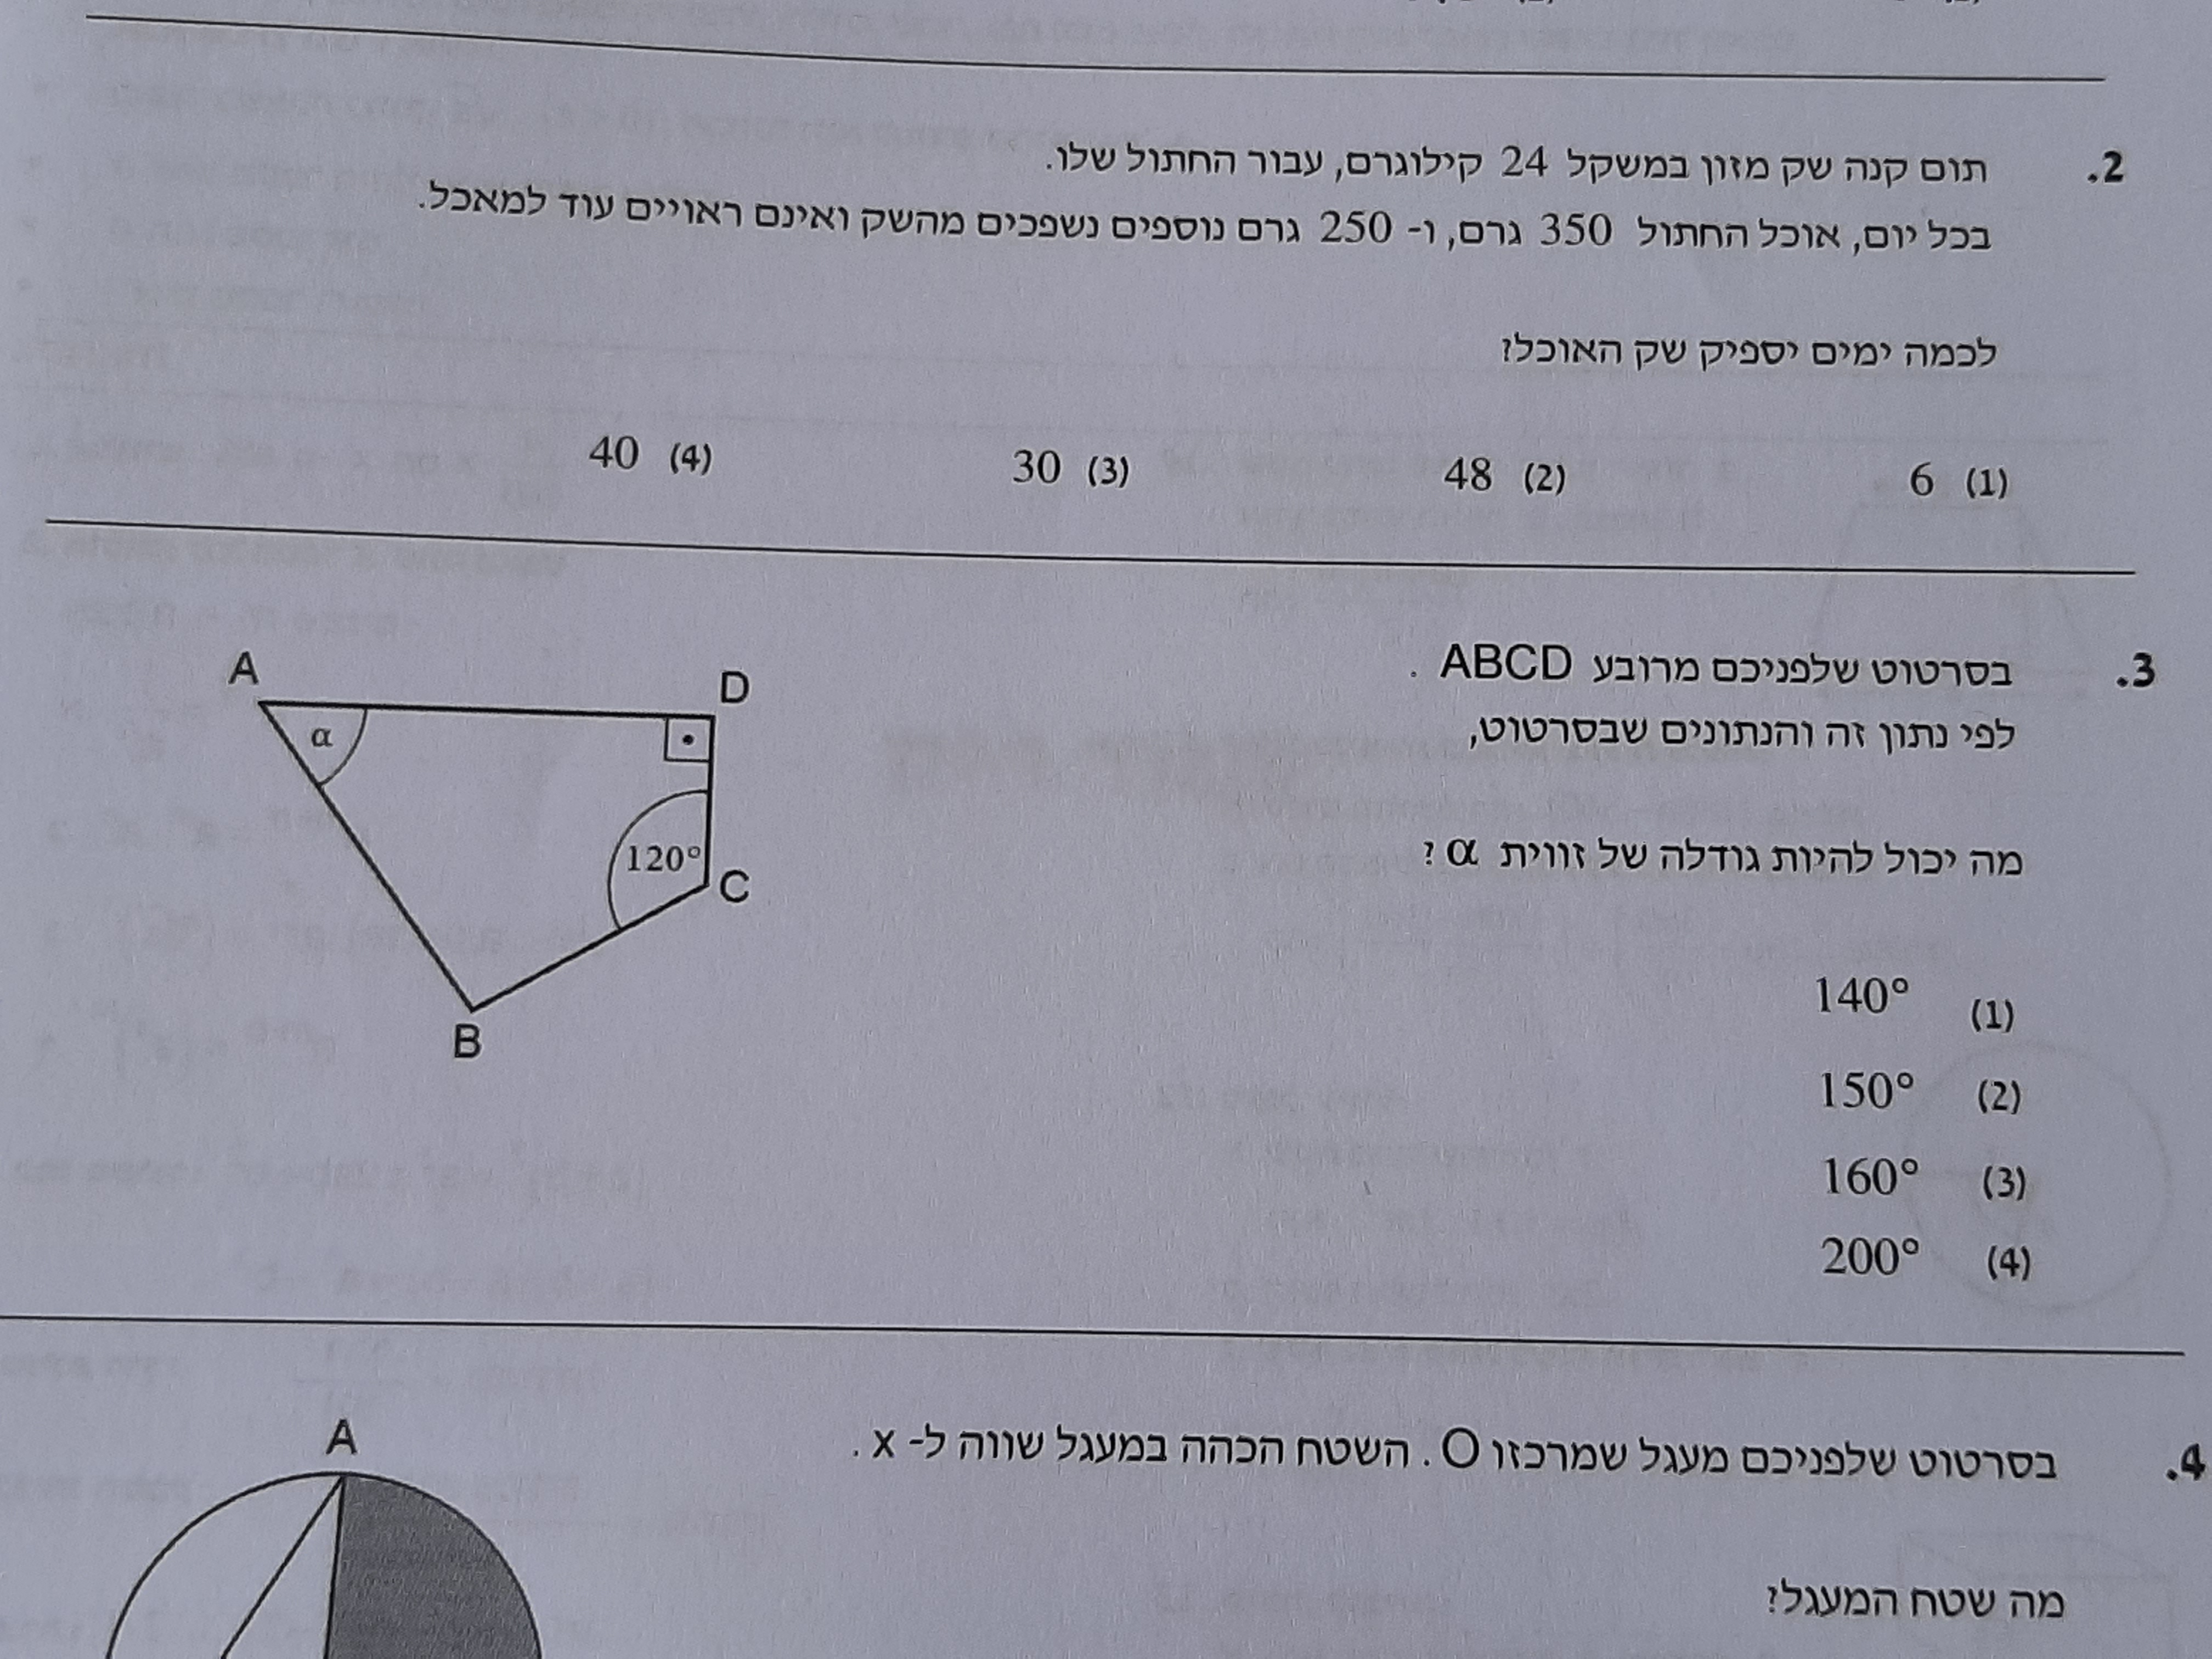 2. תום קנה שק מזון במשקל 24 קילוגרם, עבור החתול שלו.
בכל יום, אוכל החתול 350 גרם, ו- 250 גרם נוספים נשפכים מהשק ואינם ראויים עוד למאכל.
לכמה ימים יספיק שק האוכל?
(1) 6 (2) 48 (3) 30 (4) 40
3. בסרטוט שלפניכם מרובע ABCD .
לפי נתון זה והנתונים שבסרטוט,
מה יכול להיות גודלה של זווית α ?
(1) 140°
(2) 150°
(3) 160°
(4) 200°
A
D
α
120°
C
B
4. בסרטוט שלפניכם מעגל שמרכזו O . השטח הכהה במעגל שווה ל- x .
מה שטח המעגל?
A